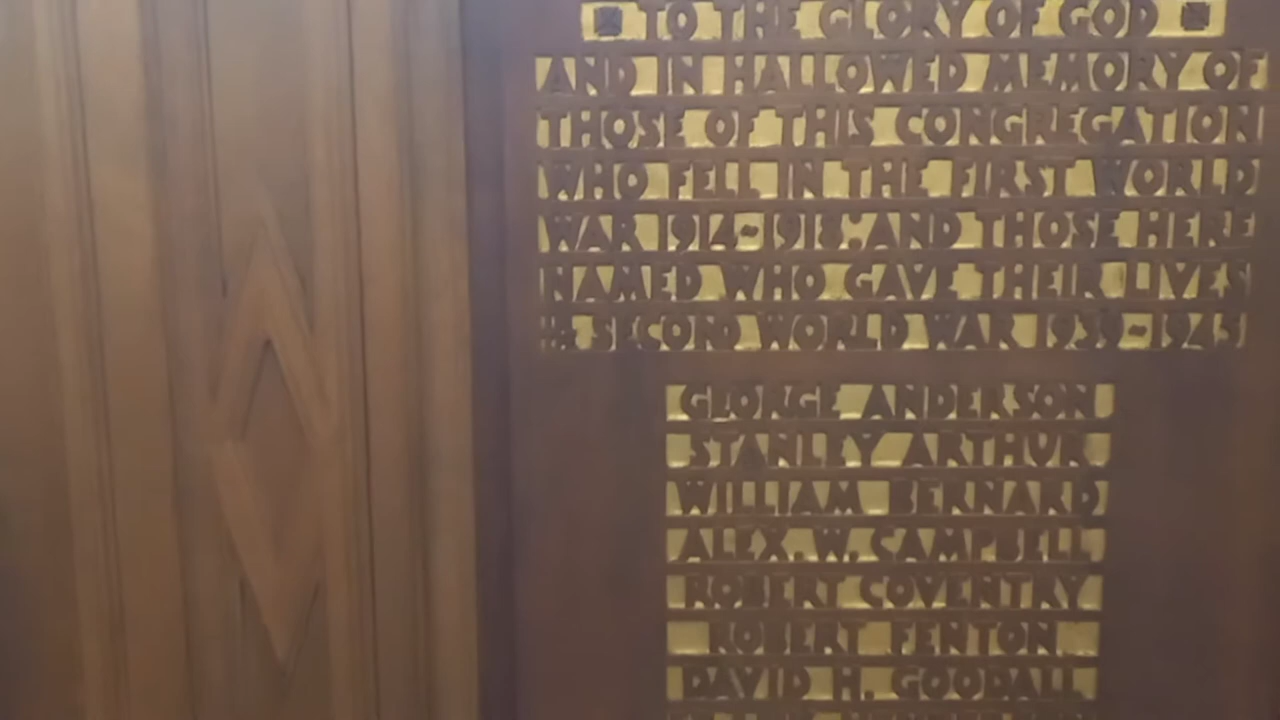 TO THE GLORY OF GOD
AND IN HALLOWED MEMORY OF
THOSE OF THIS CONGREGATION
WHO FELL IN THE FIRST WORLD
WAR 1914-1918: AND THOSE HERE
NAMED WHO GAVE THEIR LIVES
SECOND WORLD WAR 1939-1945
GEORGE ANDERSON
STANLEY ARTHUR
WILLIAM BERNARD
ALEX. W. CAMPBELL
ROBERT COVENTRY
ROBERT FENTON
DAVID H. GOODALL